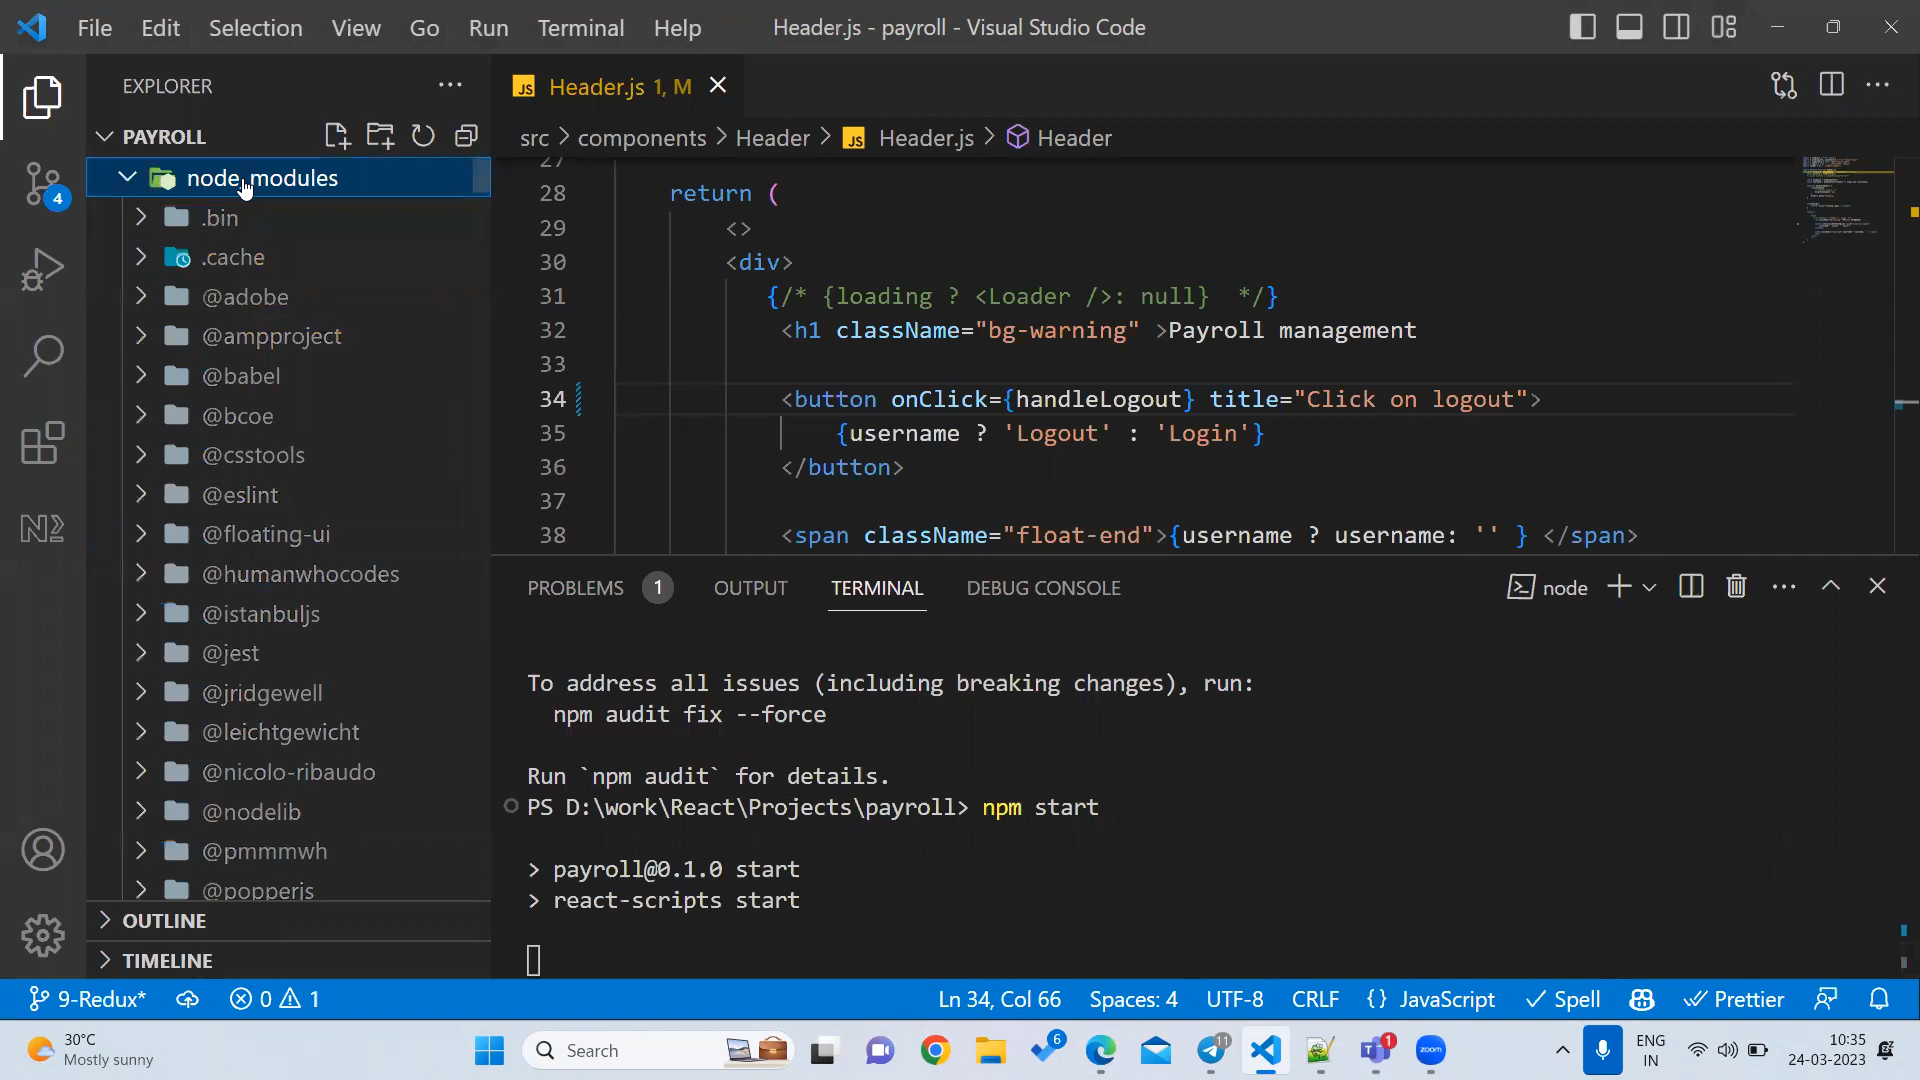 File Edit Selection View Go Run Terminal Help
Header.js - payroll - Visual Studio Code
EXPLORER
PAYROLL
node_modules
.bin
.cache
@adobe
@ampproject
@babel
@bcoe
@csstools
@eslint
@floating-ui
@humanwhocodes
@istanbuljs
@jest
@jridgewell
@leichtgewicht
@nicolo-ribaudo
@nodelib
@pmmmwh
@popperjs
OUTLINE
TIMELINE
4
JS Header.js 1, M
src > components > Header > JS Header.js > Header
27
28 return (
29 <>
30 <div>
31 {/* {loading ? <Loader />: null}  */}
32 <h1 className="bg-warning" >Payroll management
33
34 <button onClick={handleLogout} title="Click on logout">
35 {username ? 'Logout' : 'Login'}
36 </button>
37
38 <span className="float-end">{username ? username: '' } </span>
PROBLEMS 1 OUTPUT TERMINAL DEBUG CONSOLE
node
To address all issues (including breaking changes), run:
npm audit fix --force
Run `npm audit` for details.
PS D:\work\React\Projects\payroll> npm start
> payroll@0.1.0 start
> react-scripts start
9-Redux* 0 1 Ln 34, Col 66 Spaces: 4 UTF-8 CRLF {} JavaScript Spell Prettier
30°C
Mostly sunny
Search
6
11
1
zoom
ENG
IN
10:35
24-03-2023